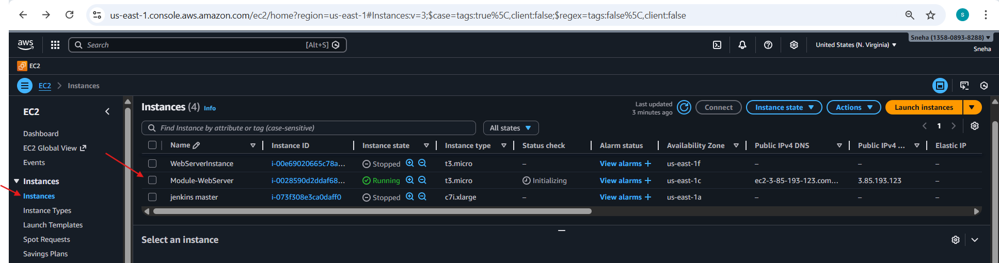 us-east-1.console.aws.amazon.com/ec2/home?region=us-east-1#Instances:v=3;$case=tags:true%5C,client:false;$regex=tags:false%5C,client:false
S
aws
Search [Alt+S]
United States (N. Virginia)
Sneha (1358-0893-8288)
Sneha
EC2
EC2 > Instances
EC2
Dashboard
EC2 Global View
Events
Instances
Instances
Instance Types
Launch Templates
Spot Requests
Savings Plans
Instances (4) Info
Last updated
3 minutes ago
Connect
Instance state
Actions
Launch instances
Find Instance by attribute or tag (case-sensitive)
All states
1
Name Instance ID Instance state Instance type Status check Alarm status Availability Zone Public IPv4 DNS Public IPv4 ... Elastic IP
WebServerInstance i-00e69020665c78a... Stopped t3.micro – View alarms + us-east-1f – – –
Module-WebServer i-0028590d2ddaf68... Running t3.micro Initializing View alarms + us-east-1c ec2-3-85-193-123.com... 3.85.193.123 –
jenkins master i-073f308e3ca0daff0 Stopped c7i.xlarge – View alarms + us-east-1a – – –
Select an instance